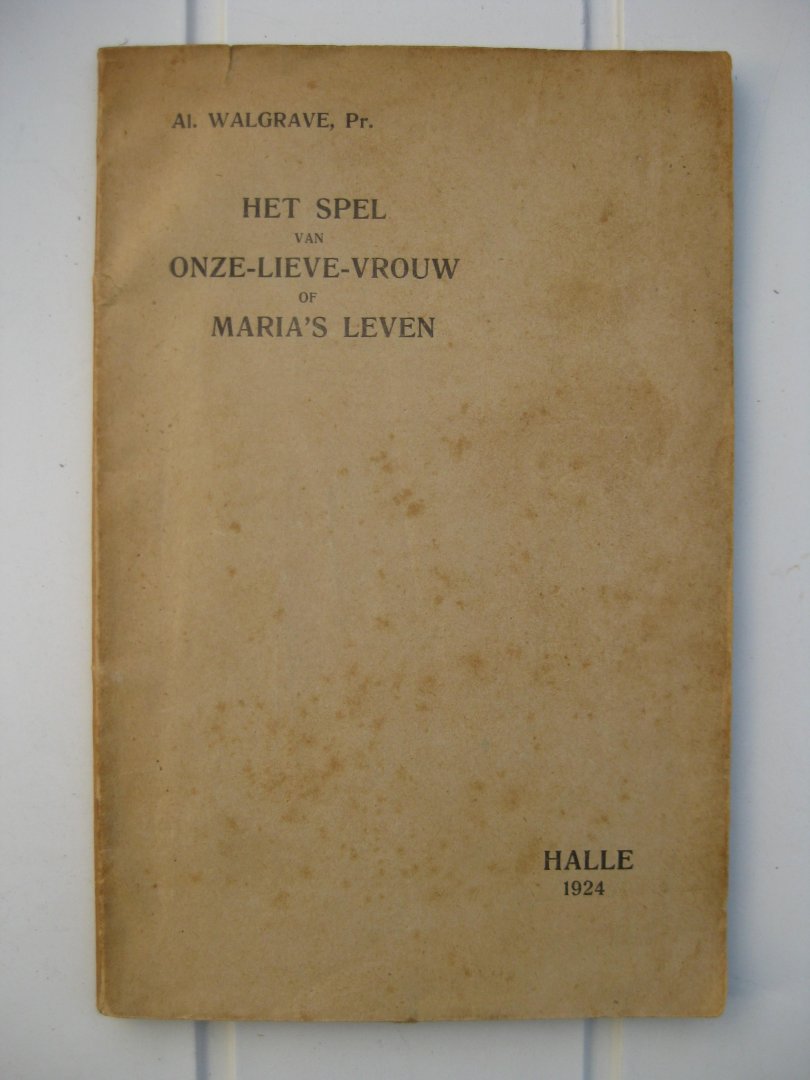 Al. WALGRAVE, Pr.
HET SPEL
VAN
ONZE-LIEVE-VROUW
OF
MARIA'S LEVEN
HALLE
1924